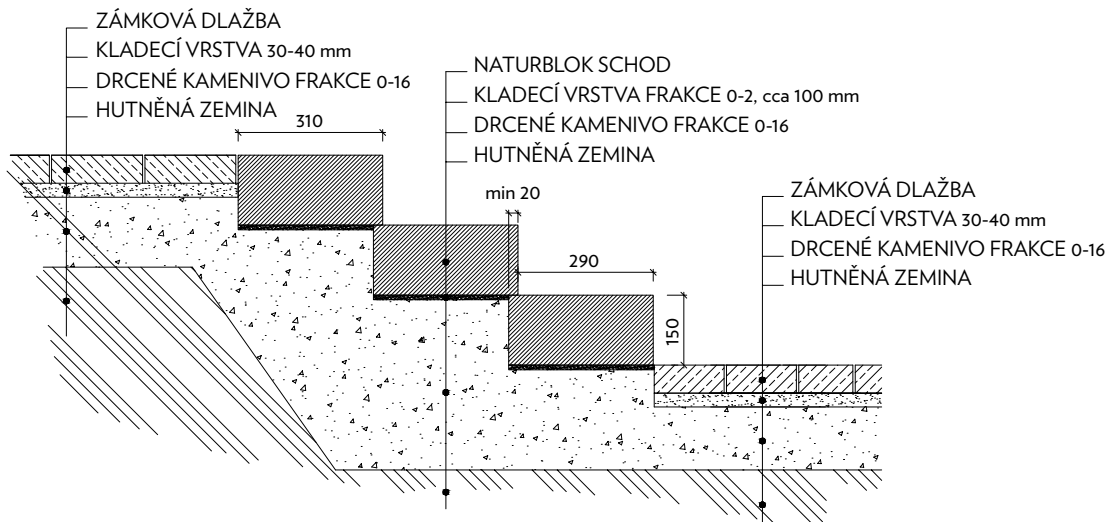 ZÁMKOVÁ DLAŽBA
KLADECÍ VRSTVA 30-40 mm
DRCENÉ KAMENIVO FRAKCE 0-16
HUTNĚNÁ ZEMINA
310
NATURBLOK SCHOD
KLADECÍ VRSTVA FRAKCE 0-2, cca 100 mm
DRCENÉ KAMENIVO FRAKCE 0-16
HUTNĚNÁ ZEMINA
min 20
290
150
ZÁMKOVÁ DLAŽBA
KLADECÍ VRSTVA 30-40 mm
DRCENÉ KAMENIVO FRAKCE 0-16
HUTNĚNÁ ZEMINA